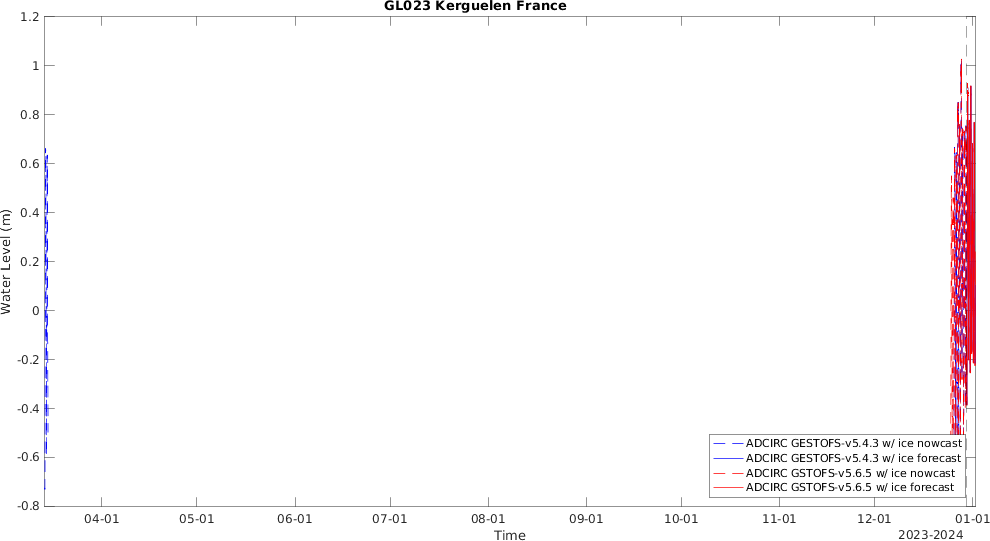 GL023 Kerguelen France
1.2
1
0.8
0.6
0.4
0.2
0
-0.2
-0.4
-0.6
-0.8
Water Level (m)
ADCIRC GESTOFS-v5.4.3 w/ ice nowcast
ADCIRC GESTOFS-v5.4.3 w/ ice forecast
ADCIRC GSTOFS-v5.6.5 w/ ice nowcast
ADCIRC GSTOFS-v5.6.5 w/ ice forecast
04-01 05-01 06-01 07-01 08-01 09-01 10-01 11-01 12-01 01-01
Time
2023-2024